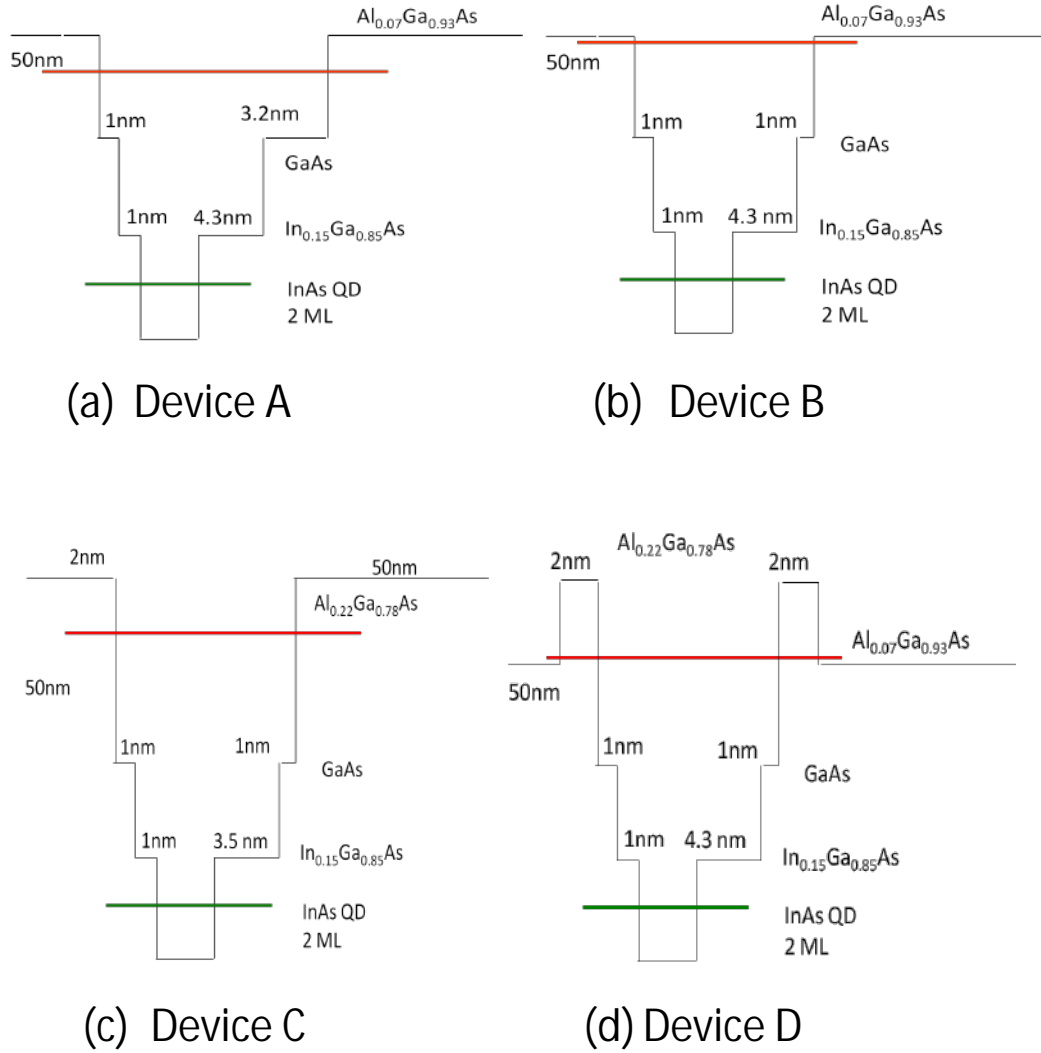 Al0.07Ga0.93As
50nm
1nm
3.2nm
GaAs
1nm
4.3nm
In0.15Ga0.85As
InAs QD
2 ML
(a) Device A
Al0.07Ga0.93As
50nm
1nm
1nm
GaAs
1nm
4.3 nm
In0.15Ga0.85As
InAs QD
2 ML
(b) Device B
2nm
50nm
Al0.22Ga0.78As
50nm
1nm
1nm
GaAs
1nm
3.5 nm
In0.15Ga0.85As
InAs QD
2 ML
(c) Device C
Al0.22Ga0.78As
2nm
2nm
Al0.07Ga0.93As
50nm
1nm
1nm
GaAs
1nm
4.3 nm
In0.15Ga0.85As
InAs QD
2 ML
(d) Device D